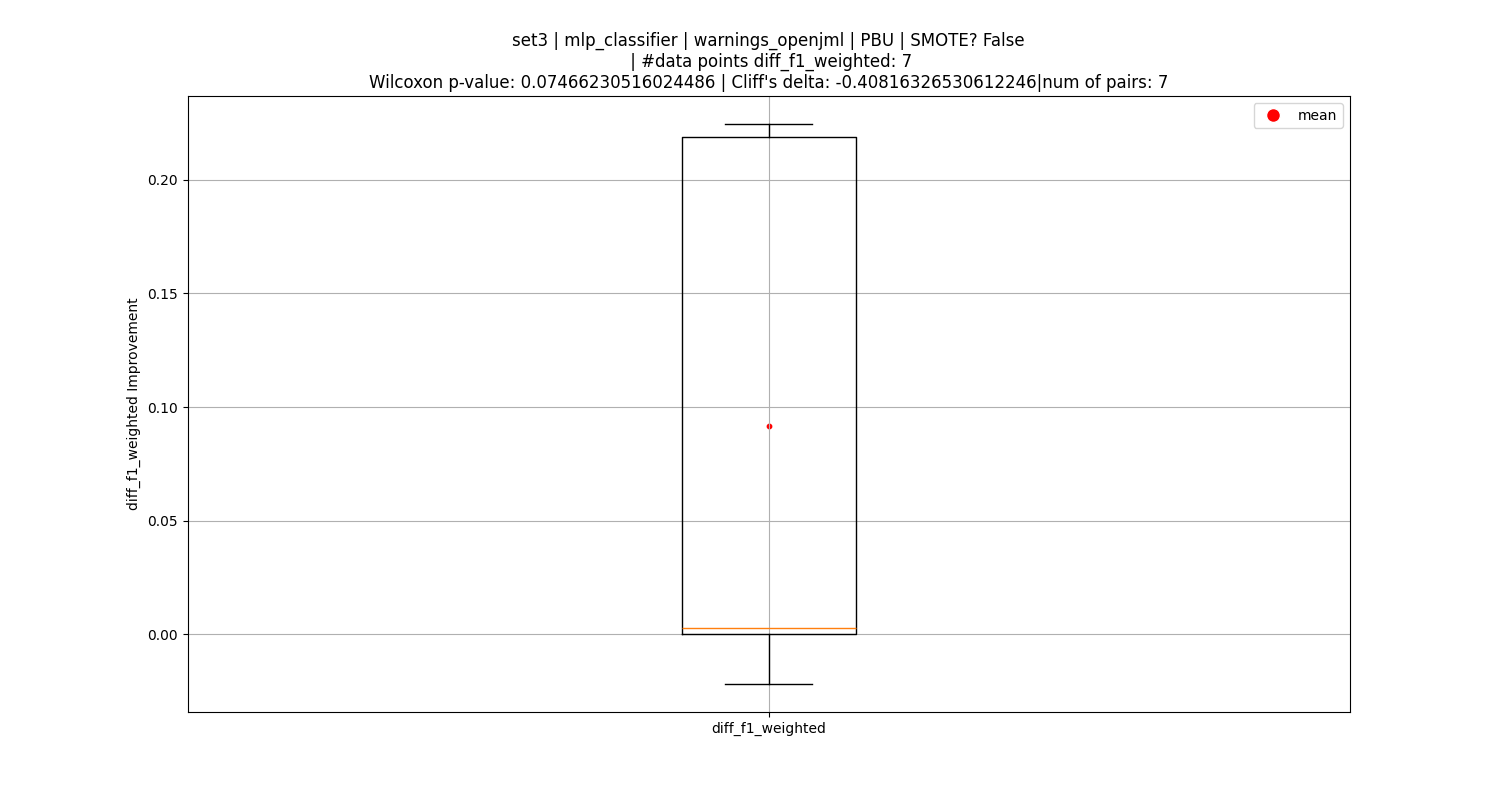 set3 | mlp_classifier | warnings_openjml | PBU | SMOTE? False
| #data points diff_f1_weighted: 7
Wilcoxon p-value: 0.07466230516024486 | Cliff's delta: -0.40816326530612246|num of pairs: 7
mean
0.20
0.15
0.10
0.05
0.00
diff_f1_weighted Improvement
diff_f1_weighted